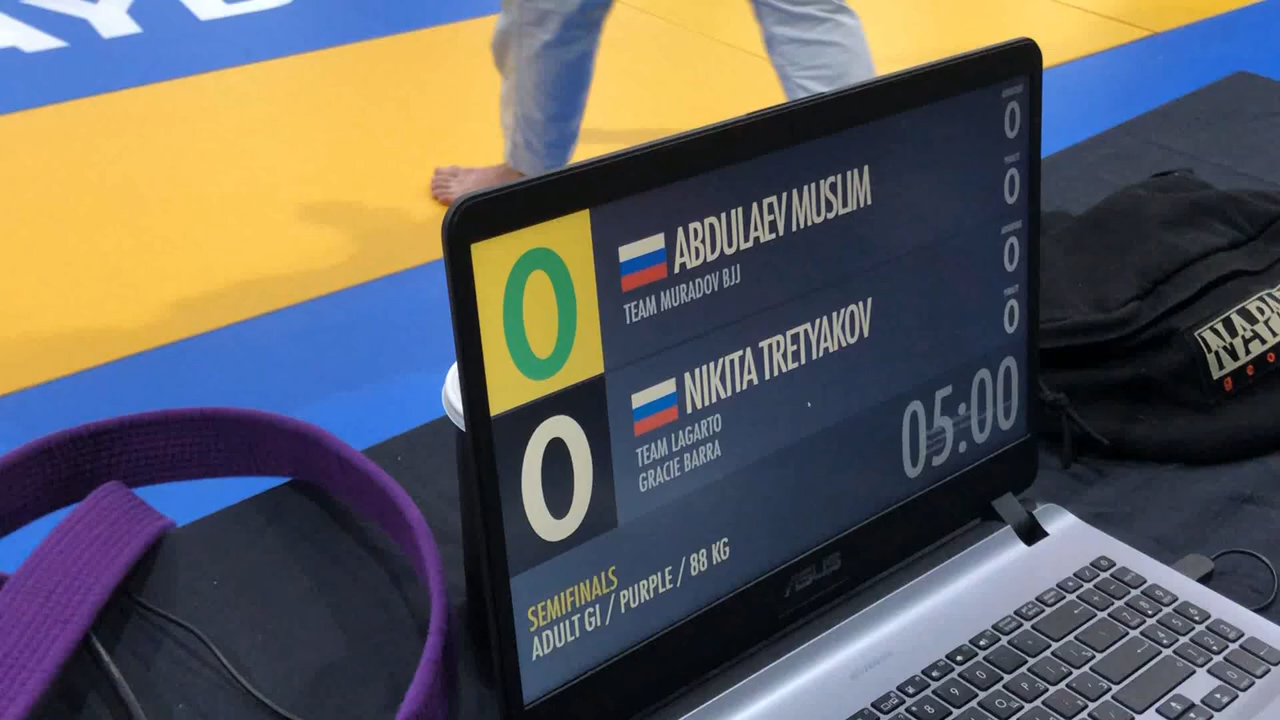 AYO
0
ABDULAEV MUSLIM
TEAM MURADOV BJJ
0
NIKITA TRETYAKOV
TEAM LAGARTO
GRACIE BARRA
0
0
0
0
05:00
SEMIFINALS
ADULT GI / PURPLE / 88 KG
ASUS